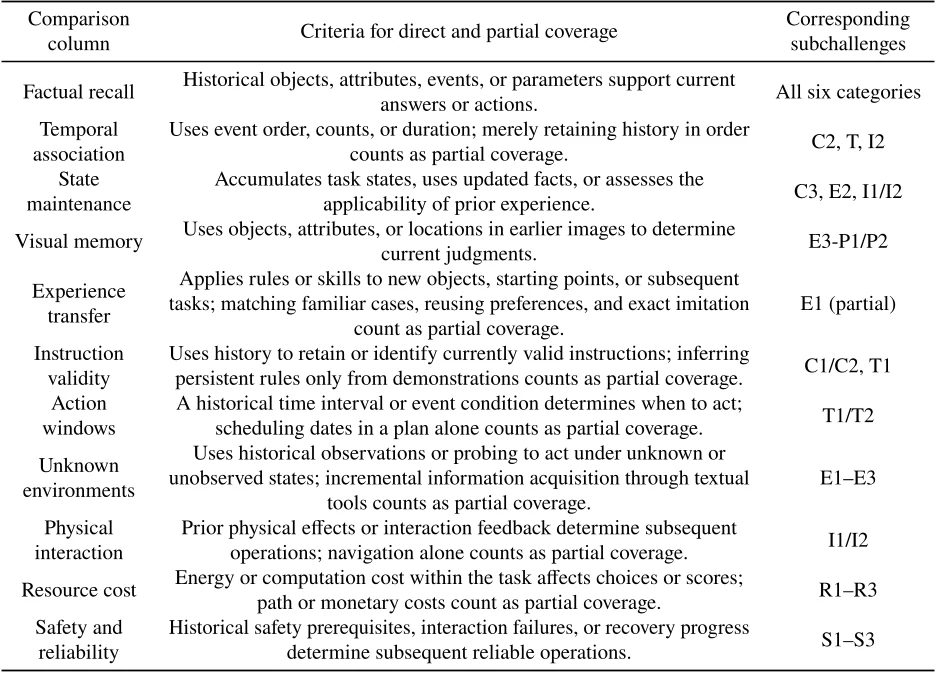 Comparison column
Criteria for direct and partial coverage
Corresponding subchallenges
Factual recall
Historical objects, attributes, events, or parameters support current
answers or actions.
All six categories
Temporal
association
Uses event order, counts, or duration; merely retaining history in order
counts as partial coverage.
C2, T, I2
State
maintenance
Accumulates task states, uses updated facts, or assesses the
applicability of prior experience.
C3, E2, I1/I2
Visual memory
Uses objects, attributes, or locations in earlier images to determine
current judgments.
E3-P1/P2
Experience
transfer
Applies rules or skills to new objects, starting points, or subsequent
tasks; matching familiar cases, reusing preferences, and exact imitation
count as partial coverage.
E1 (partial)
Instruction
validity
Uses history to retain or identify currently valid instructions; inferring
persistent rules only from demonstrations counts as partial coverage.
C1/C2, T1
Action
windows
A historical time interval or event condition determines when to act;
scheduling dates in a plan alone counts as partial coverage.
T1/T2
Unknown
environments
Uses historical observations or probing to act under unknown or
unobserved states; incremental information acquisition through textual
tools counts as partial coverage.
E1–E3
Physical
interaction
Prior physical effects or interaction feedback determine subsequent
operations; navigation alone counts as partial coverage.
I1/I2
Resource cost
Energy or computation cost within the task affects choices or scores;
path or monetary costs count as partial coverage.
R1–R3
Safety and
reliability
Historical safety prerequisites, interaction failures, or recovery progress
determine subsequent reliable operations.
S1–S3